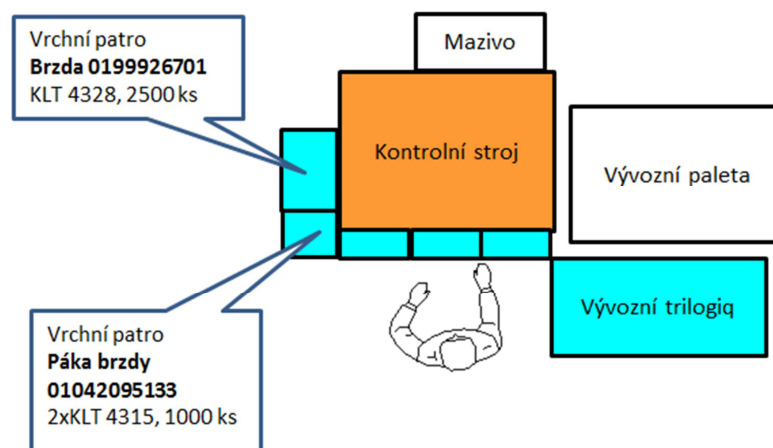 Vrchní patro
Brzda 0199926701
KLT 4328, 2500 ks
Mazivo
Kontrolní stroj
Vývozní paleta
Vývozní trilogiq
Vrchní patro
Páka brzdy
01042095133
2xKLT 4315, 1000 ks